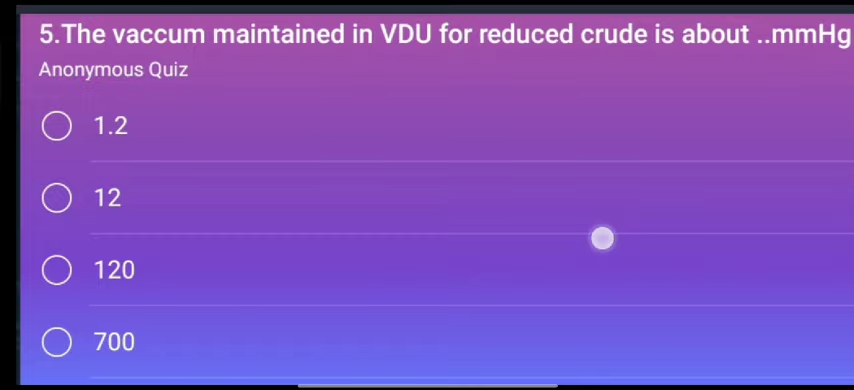 5.The vaccum maintained in VDU for reduced crude is about ..mmHg
Anonymous Quiz
1.2
12
120
700